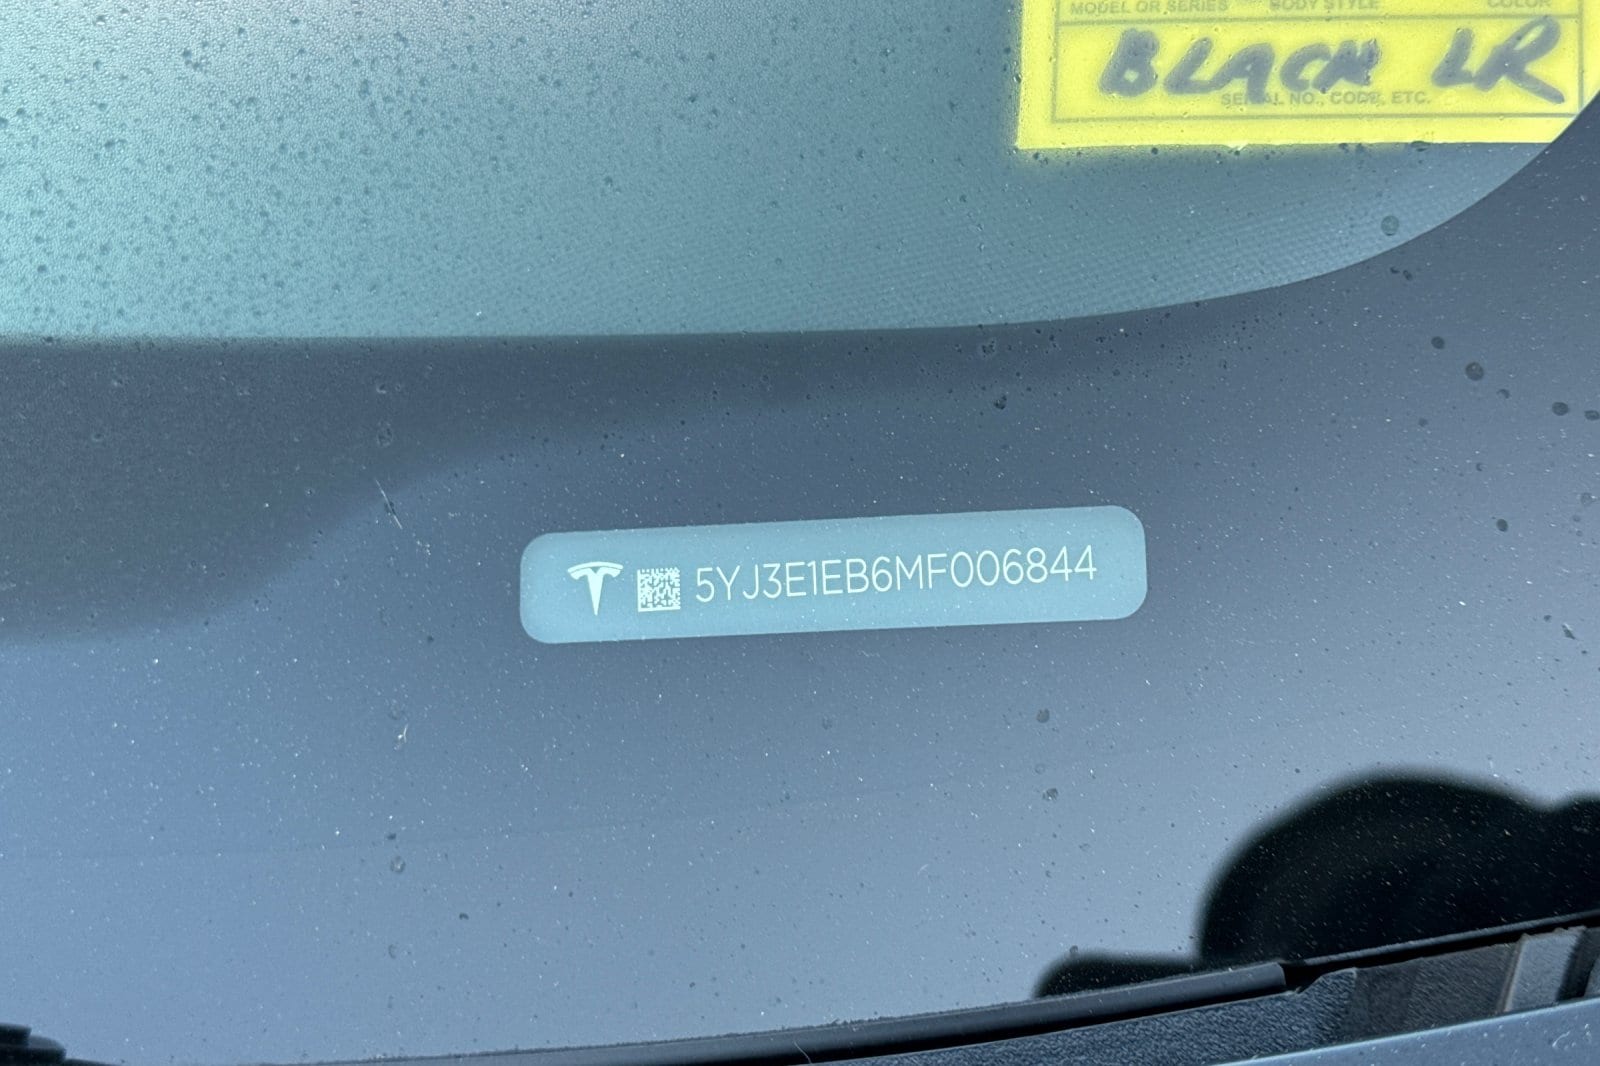 MODEL OR SERIES BODY STYLE COLOR
BLACK LR
SERIAL NO., CODE, ETC.
5YJ3E1EB6MF006844